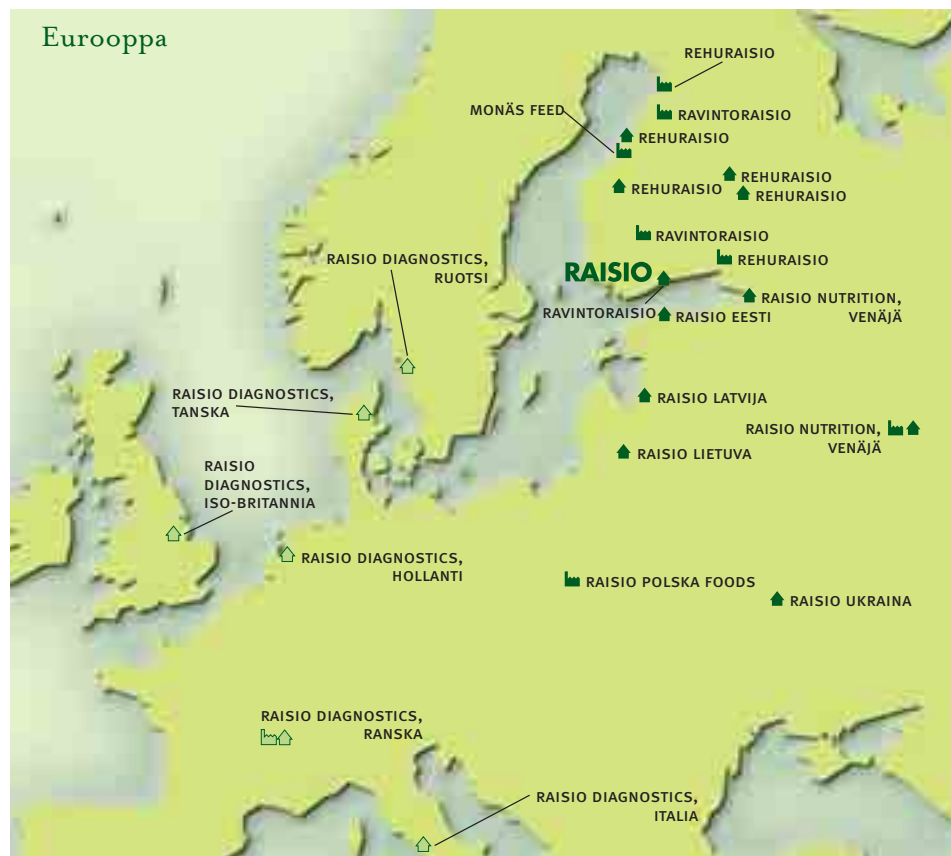 Eurooppa
REHURAISIO
MONÄS FEED
RAVINTORAISIO
REHURAISIO
REHURAISIO
REHURAISIO
REHURAISIO
RAVINTORAISIO
RAISIO DIAGNOSTICS,
RUOTSI
REHURAISIO
RAISIO
RAVINTORAISIO
RAISIO NUTRITION,
VENÄJÄ
RAISIO EESTI
RAISIO DIAGNOSTICS,
TANSKA
RAISIO LATVIJA
RAISIO NUTRITION,
VENÄJÄ
RAISIO LIETUVA
RAISIO
DIAGNOSTICS,
ISO-BRITANNIA
RAISIO DIAGNOSTICS,
HOLLANTI
RAISIO POLSKA FOODS
RAISIO UKRAINA
RAISIO DIAGNOSTICS,
RANSKA
RAISIO DIAGNOSTICS,
ITALIA